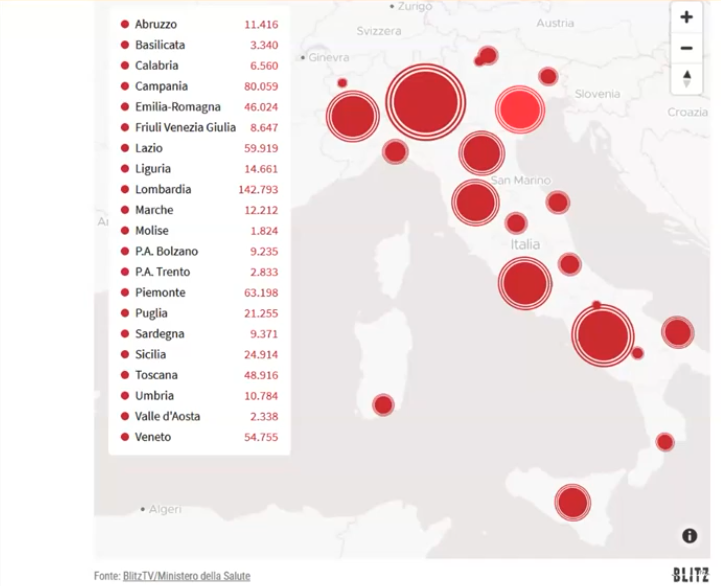 Abruzzo 11.416
Basilicata 3.340
Calabria 6.560
Campania 80.059
Emilia-Romagna 46.024
Friuli Venezia Giulia 8.647
Lazio 59.919
Liguria 14.661
Lombardia 142.793
Marche 12.212
Molise 1.824
P.A. Bolzano 9.235
P.A. Trento 2.833
Piemonte 63.198
Puglia 21.255
Sardegna 9.371
Sicilia 24.914
Toscana 48.916
Umbria 10.784
Valle d'Aosta 2.338
Veneto 54.755
Zurigo
Austria
Svizzera
Ginevra
Slovenia
Croazia
San Marino
Italia
Algeri
Fonte: BlitzTV/Ministero della Salute
BLITZ